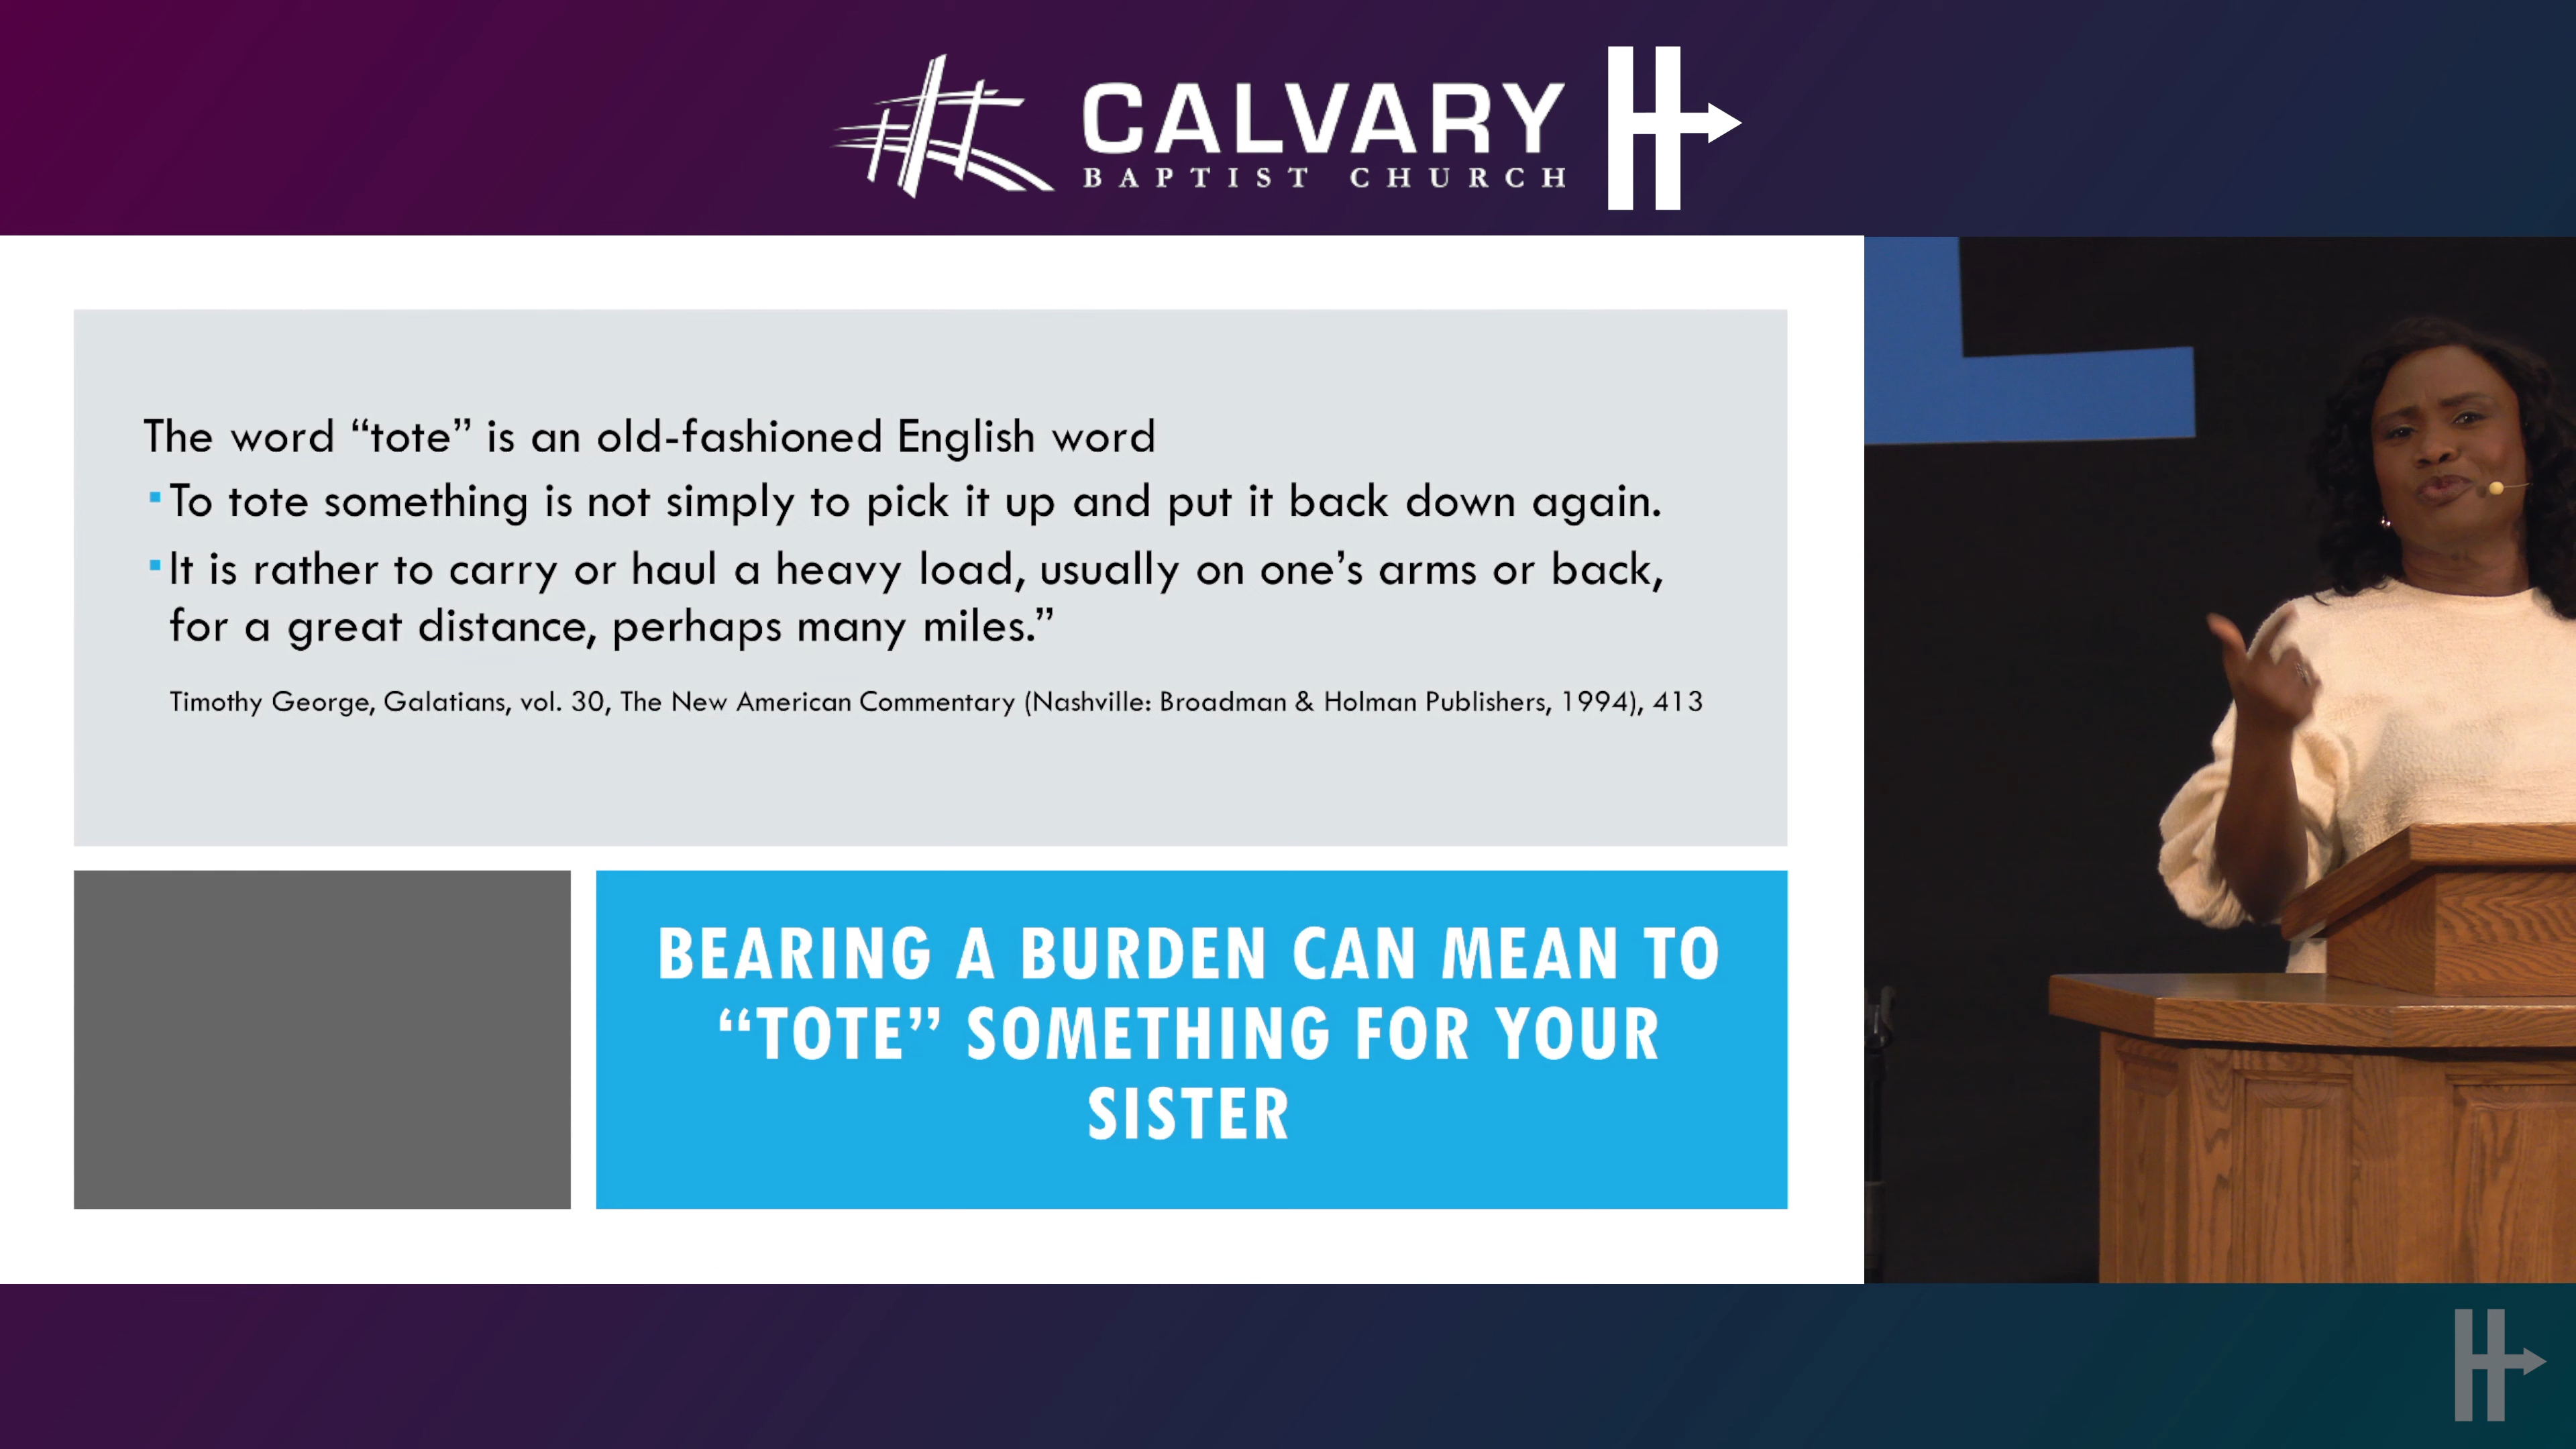 CALVARY
BAPTIST CHURCH
The word “tote” is an old-fashioned English word
▪ To tote something is not simply to pick it up and put it back down again.
▪ It is rather to carry or haul a heavy load, usually on one’s arms or back,
for a great distance, perhaps many miles.”
Timothy George, Galatians, vol. 30, The New American Commentary (Nashville: Broadman & Holman Publishers, 1994), 413
BEARING A BURDEN CAN MEAN TO
“TOTE” SOMETHING FOR YOUR
SISTER